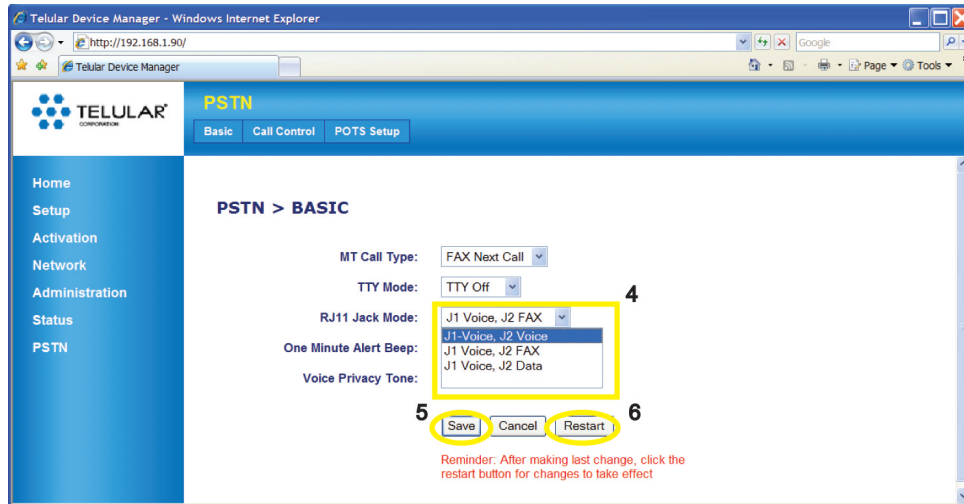 Telular Device Manager - Windows Internet Explorer
http://192.168.1.90/
Google
Telular Device Manager
Page
Tools
TELULAR
CORPORATION
PSTN
Basic
Call Control
POTS Setup
Home
Setup
Activation
Network
Administration
Status
PSTN
PSTN > BASIC
MT Call Type:
FAX Next Call
TTY Mode:
TTY Off
4
RJ11 Jack Mode:
J1 Voice, J2 FAX
J1-Voice, J2 Voice
One Minute Alert Beep:
J1 Voice, J2 FAX
J1 Voice, J2 Data
Voice Privacy Tone:
5
Save
Cancel
Restart
6
Reminder: After making last change, click the
restart button for changes to take effect